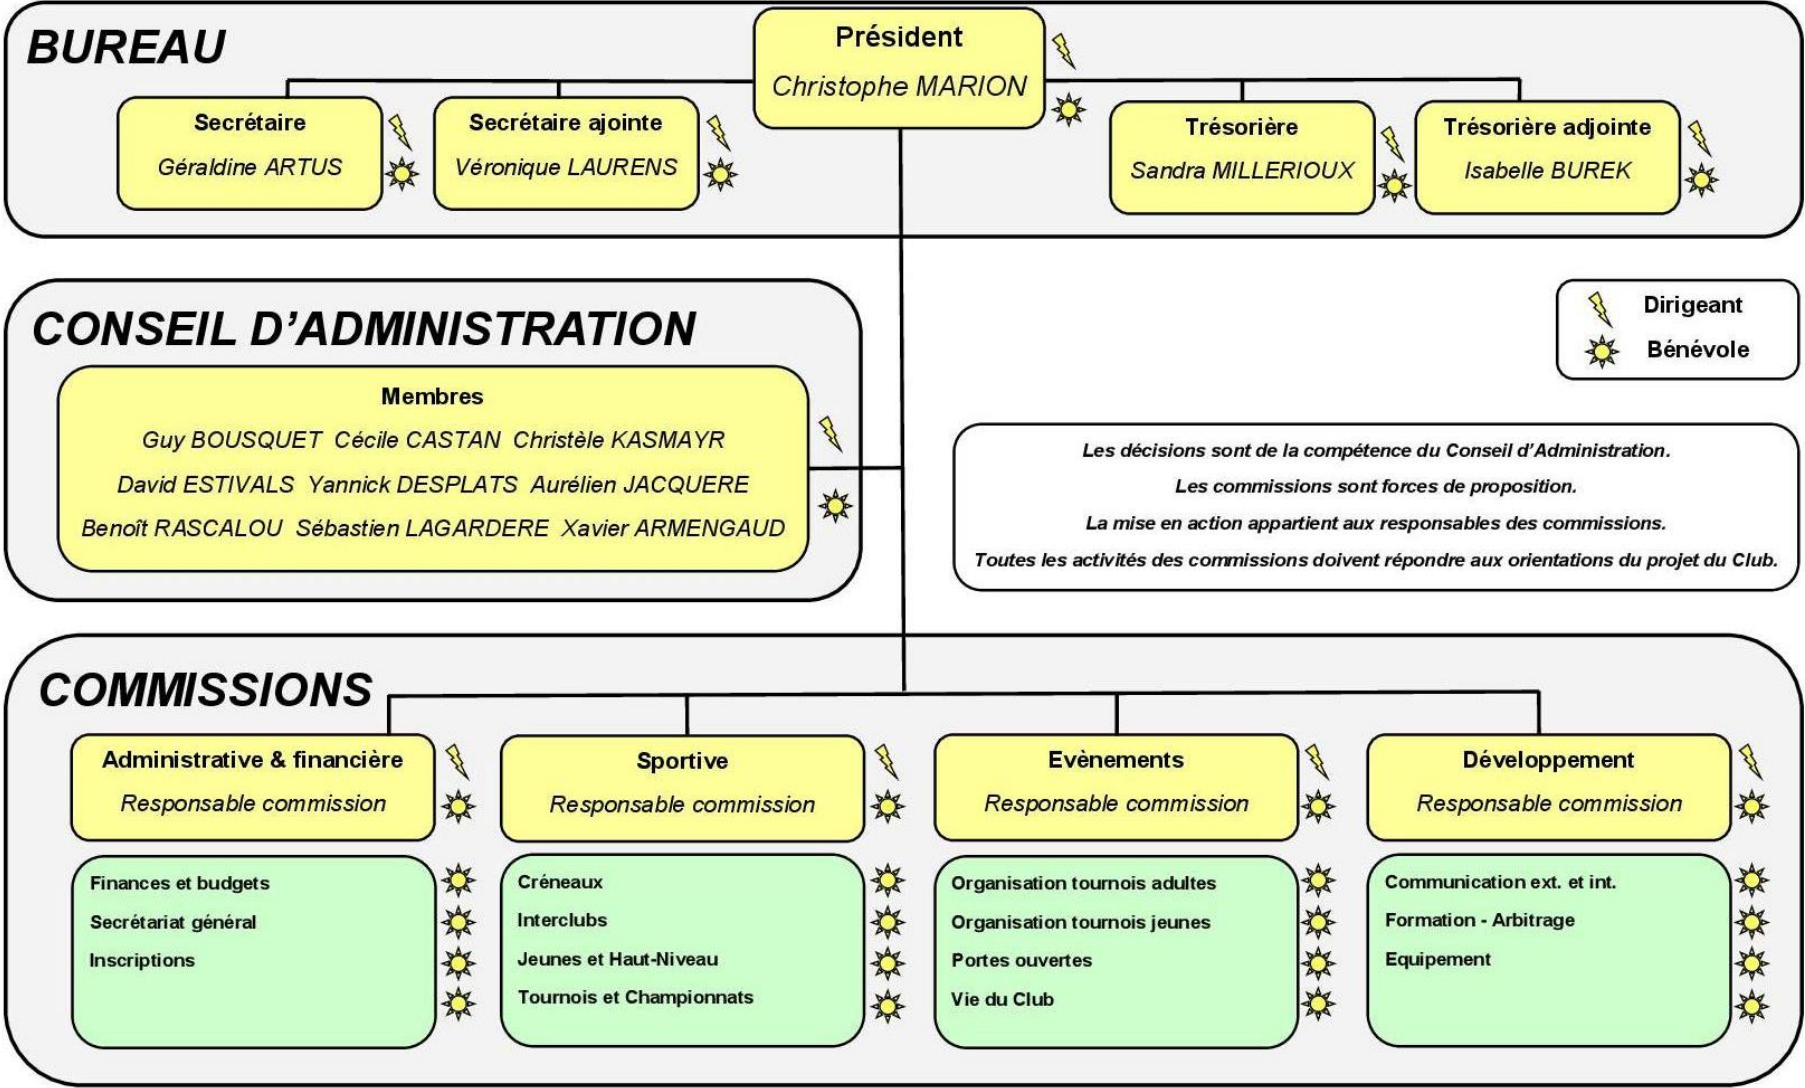 BUREAU
Président
Christophe MARION
Secrétaire
Géraldine ARTUS
Secrétaire ajointe
Véronique LAURENS
Trésorière
Sandra MILLERIOUX
Trésorière adjointe
Isabelle BUREK
CONSEIL D’ADMINISTRATION
Membres
Guy BOUSQUET Cécile CASTAN Christèle KASMAYR
David ESTIVALS Yannick DESPLATS Aurélien JACQUERE
Benoît RASCALOU Sébastien LAGARDERE Xavier ARMENGAUD
Dirigeant
Bénévole
Les décisions sont de la compétence du Conseil d’Administration.
Les commissions sont forces de proposition.
La mise en action appartient aux responsables des commissions.
Toutes les activités des commissions doivent répondre aux orientations du projet du Club.
COMMISSIONS
Administrative & financière
Responsable commission
Finances et budgets
Secrétariat général
Inscriptions
Sportive
Responsable commission
Créneaux
Interclubs
Jeunes et Haut-Niveau
Tournois et Championnats
Evènements
Responsable commission
Organisation tournois adultes
Organisation tournois jeunes
Portes ouvertes
Vie du Club
Développement
Responsable commission
Communication ext. et int.
Formation - Arbitrage
Equipement